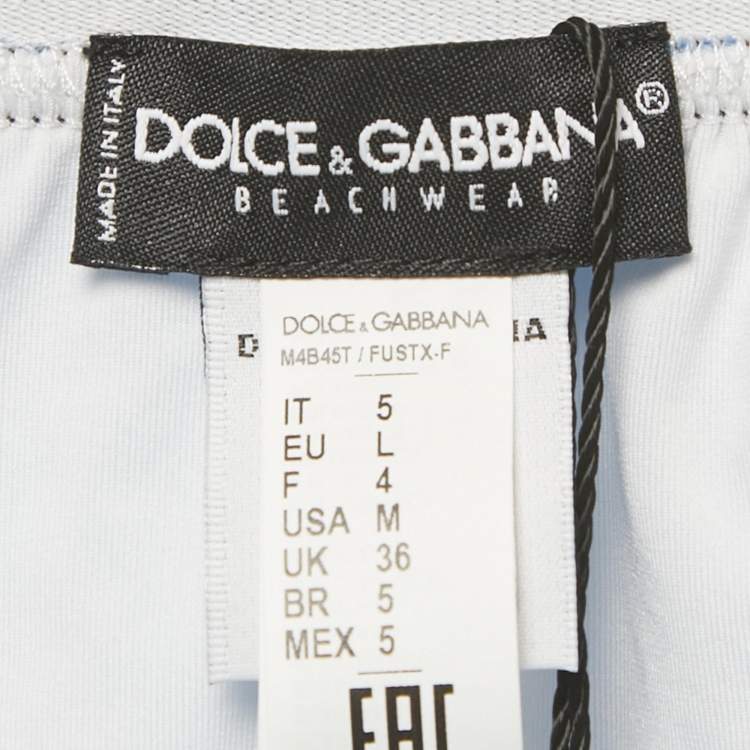 MADE IN ITALY
DOLCE & GABBANA®
BEACHWEAR
DOLCE & GABBANA
M4B45T / FUSTX-F
IT 5
EU L
F 4
USA M
UK 36
BR 5
MEX 5
EAC